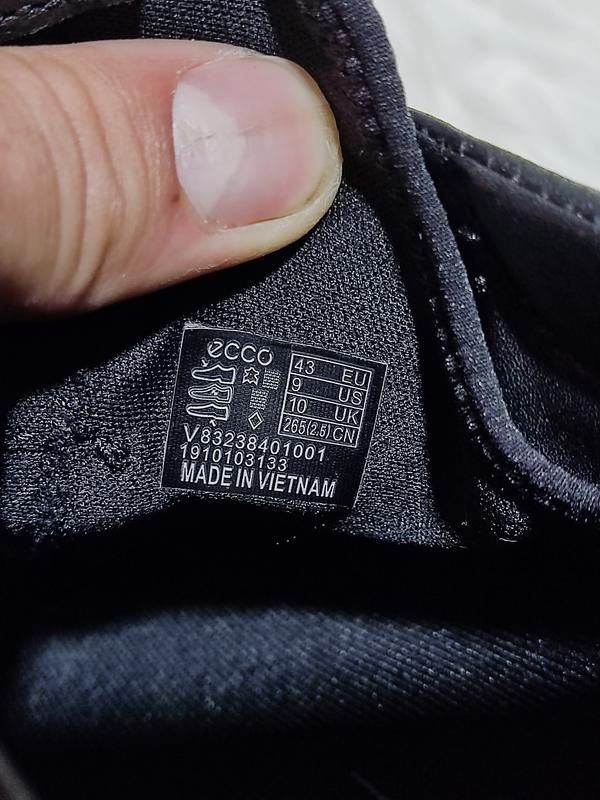 ecco
43 EU
9 US
10 UK
265(2.5) CN
V83238401001
1910103133
MADE IN VIETNAM